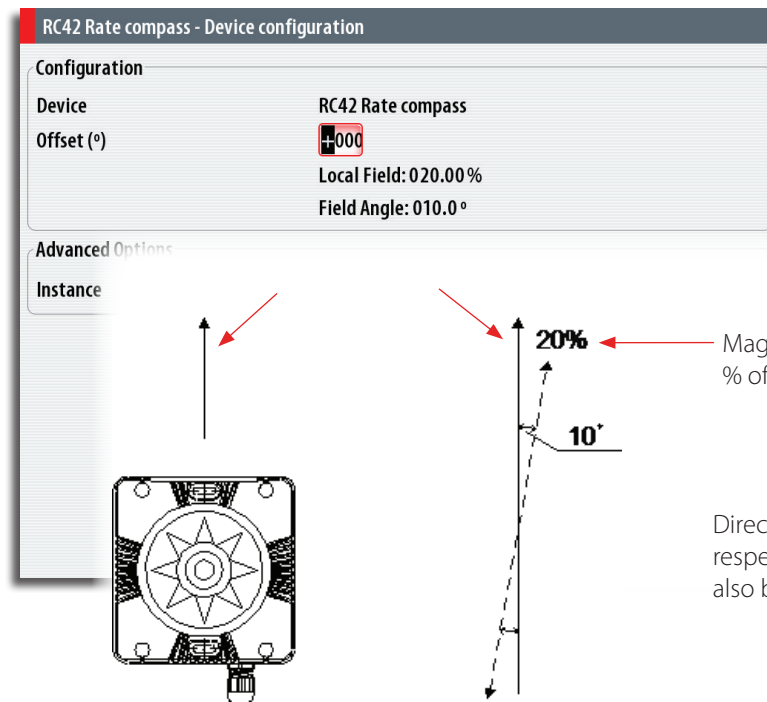 RC42 Rate compass - Device configuration
Configuration
Device RC42 Rate compass
Offset (º) +000
Local Field: 020.00 %
Field Angle: 010.0 º
Advanced Options
Instance
20%
Mag
% of
10˚
Direc
respe
also b